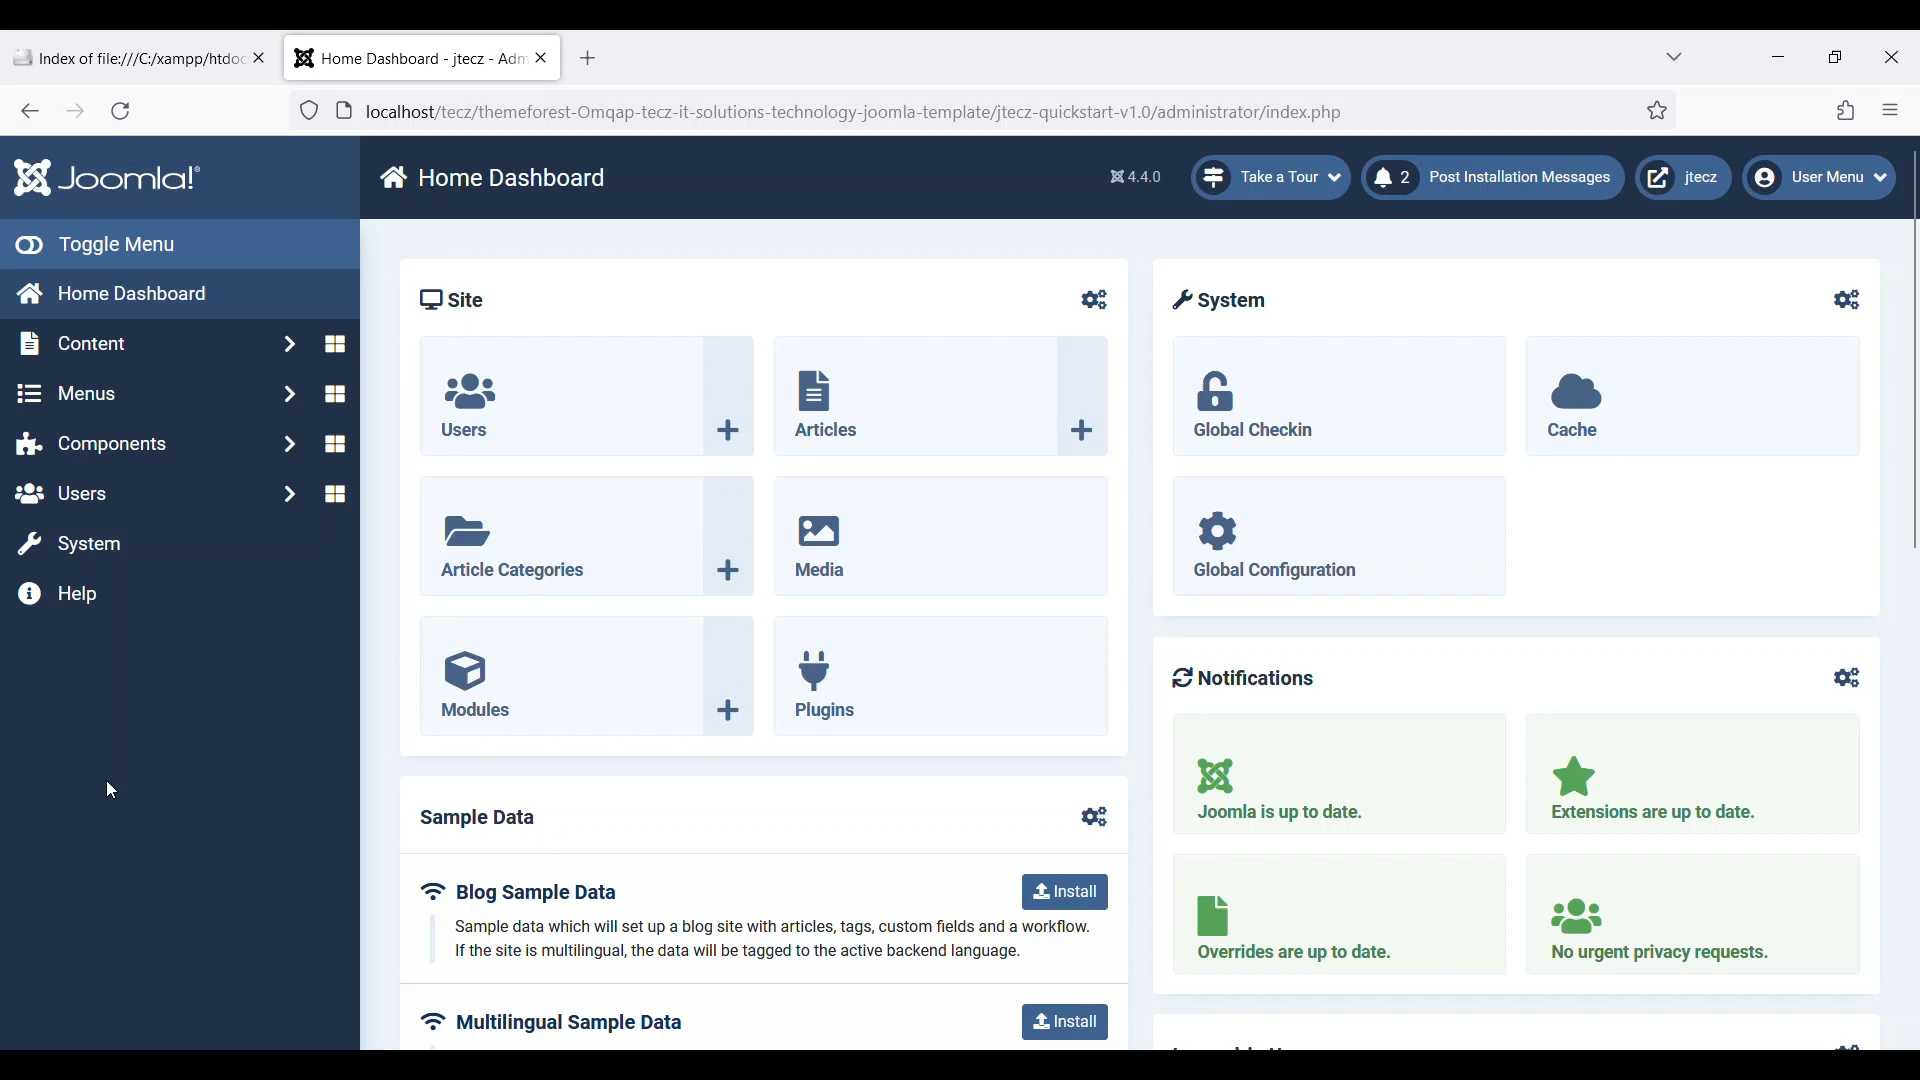 Index of file:///C:/xampp/htdoc
Home Dashboard - jtecz - Adm
localhost/tecz/themeforest-Omqap-tecz-it-solutions-technology-joomla-template/jtecz-quickstart-v1.0/administrator/index.php
Joomla!®
Home Dashboard
4.4.0
Take a Tour
2 Post Installation Messages
jtecz
User Menu
Toggle Menu
Home Dashboard
Content
Menus
Components
Users
System
Help
Site
Users
Articles
Article Categories
Media
Modules
Plugins
Sample Data
Blog Sample Data
Install
Sample data which will set up a blog site with articles, tags, custom fields and a workflow.
If the site is multilingual, the data will be tagged to the active backend language.
Multilingual Sample Data
Install
System
Global Checkin
Cache
Global Configuration
Notifications
Joomla is up to date.
Extensions are up to date.
Overrides are up to date.
No urgent privacy requests.